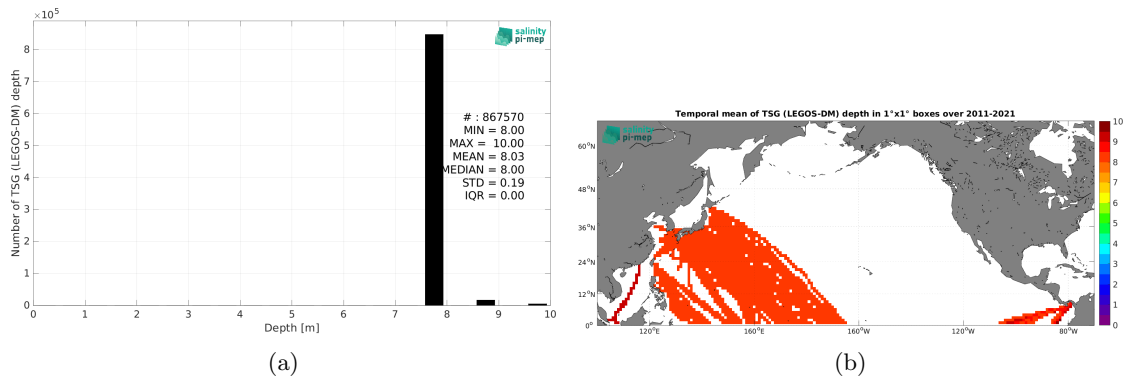 ×10⁵
salinity
pi-mep
8
7
6
5
4
3
2
1
0
Number of TSG (LEGOS-DM) depth
# : 867570
MIN = 8.00
MAX = 10.00
MEAN = 8.03
MEDIAN = 8.00
STD = 0.19
IQR = 0.00
0 1 2 3 4 5 6 7 8 9 10
Depth [m]
(a)
Temporal mean of TSG (LEGOS-DM) depth in 1°x1° boxes over 2011-2021
salinity
pi-mep
60°N
48°N
36°N
24°N
12°N
0°
120°E 160°E 160°W 120°W 80°W
10
9
8
7
6
5
4
3
2
1
0
(b)